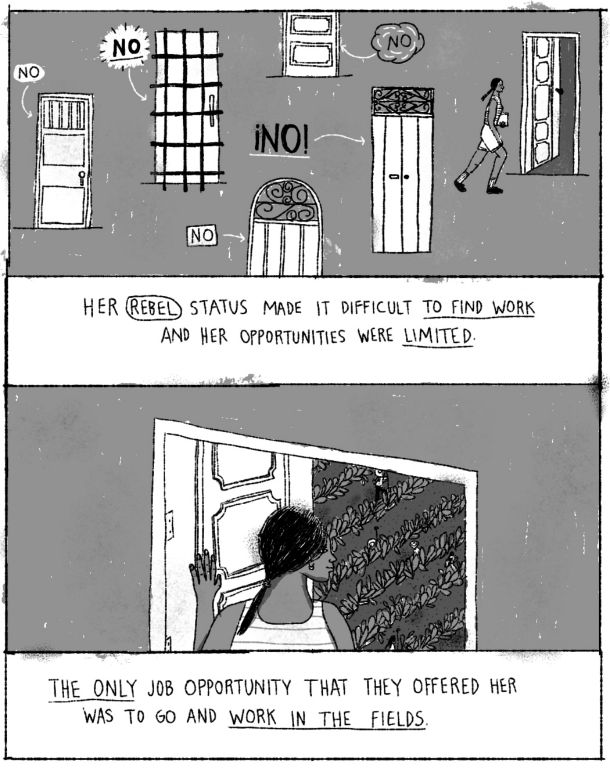 NO
NO
NO
¡NO!
NO
HER REBEL STATUS MADE IT DIFFICULT TO FIND WORK
AND HER OPPORTUNITIES WERE LIMITED.
THE ONLY JOB OPPORTUNITY THAT THEY OFFERED HER
WAS TO GO AND WORK IN THE FIELDS.